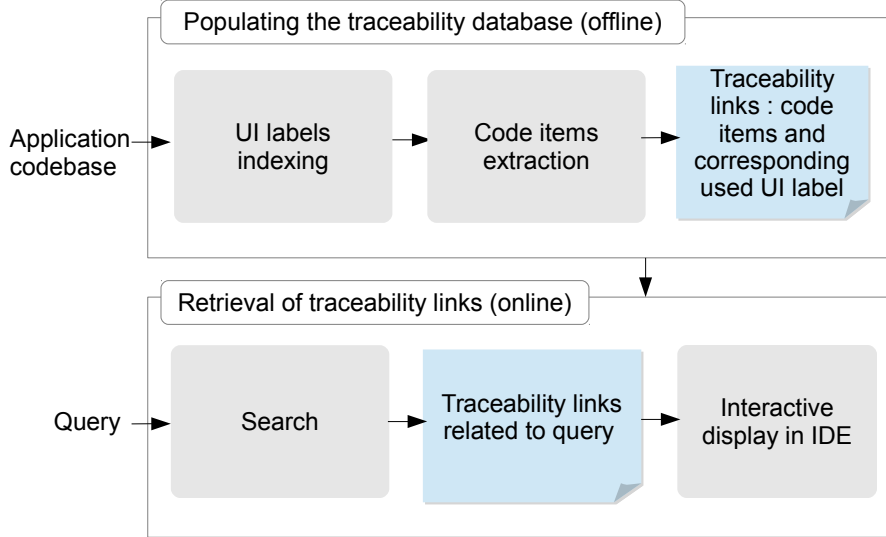 Populating the traceability database (offline)
Application
codebase
UI labels
indexing
Code items
extraction
Traceability
links : code
items and
corresponding
used UI label
Retrieval of traceability links (online)
Query
Search
Traceability links
related to query
Interactive
display in IDE